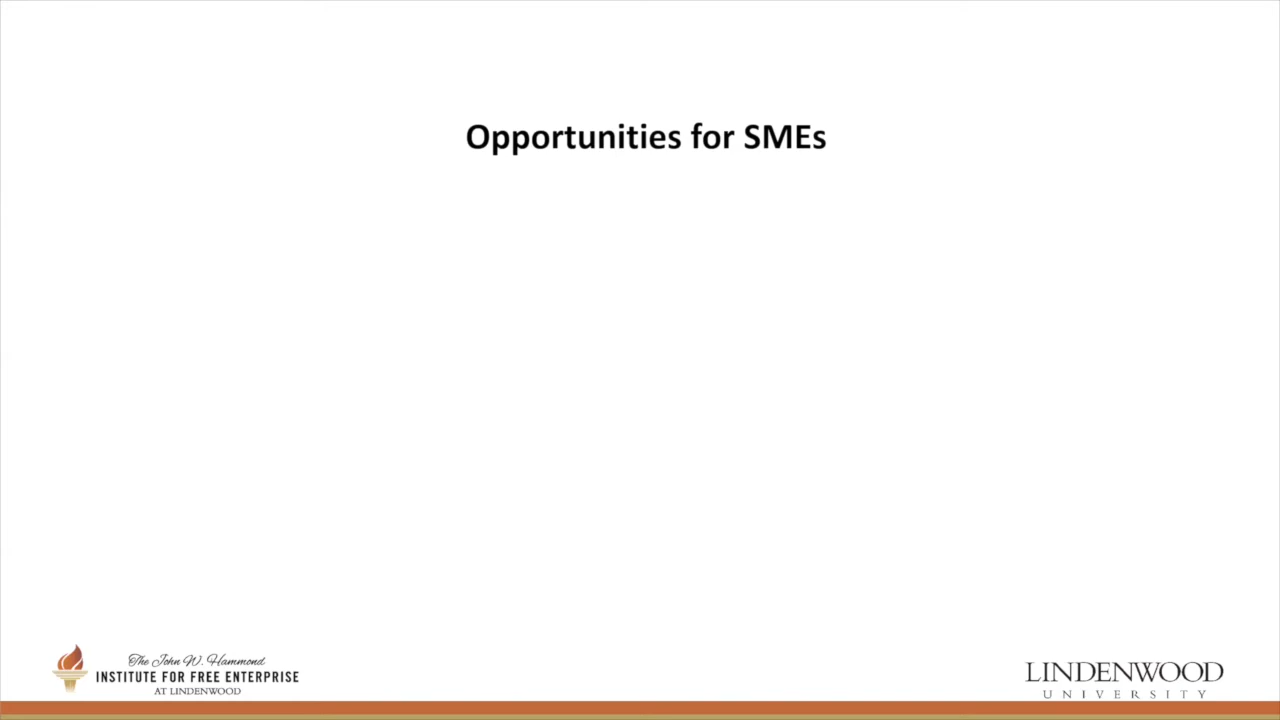 Opportunities for SMEs
The John W. Hammond
INSTITUTE FOR FREE ENTERPRISE
AT LINDENWOOD
LINDENWOOD
UNIVERSITY